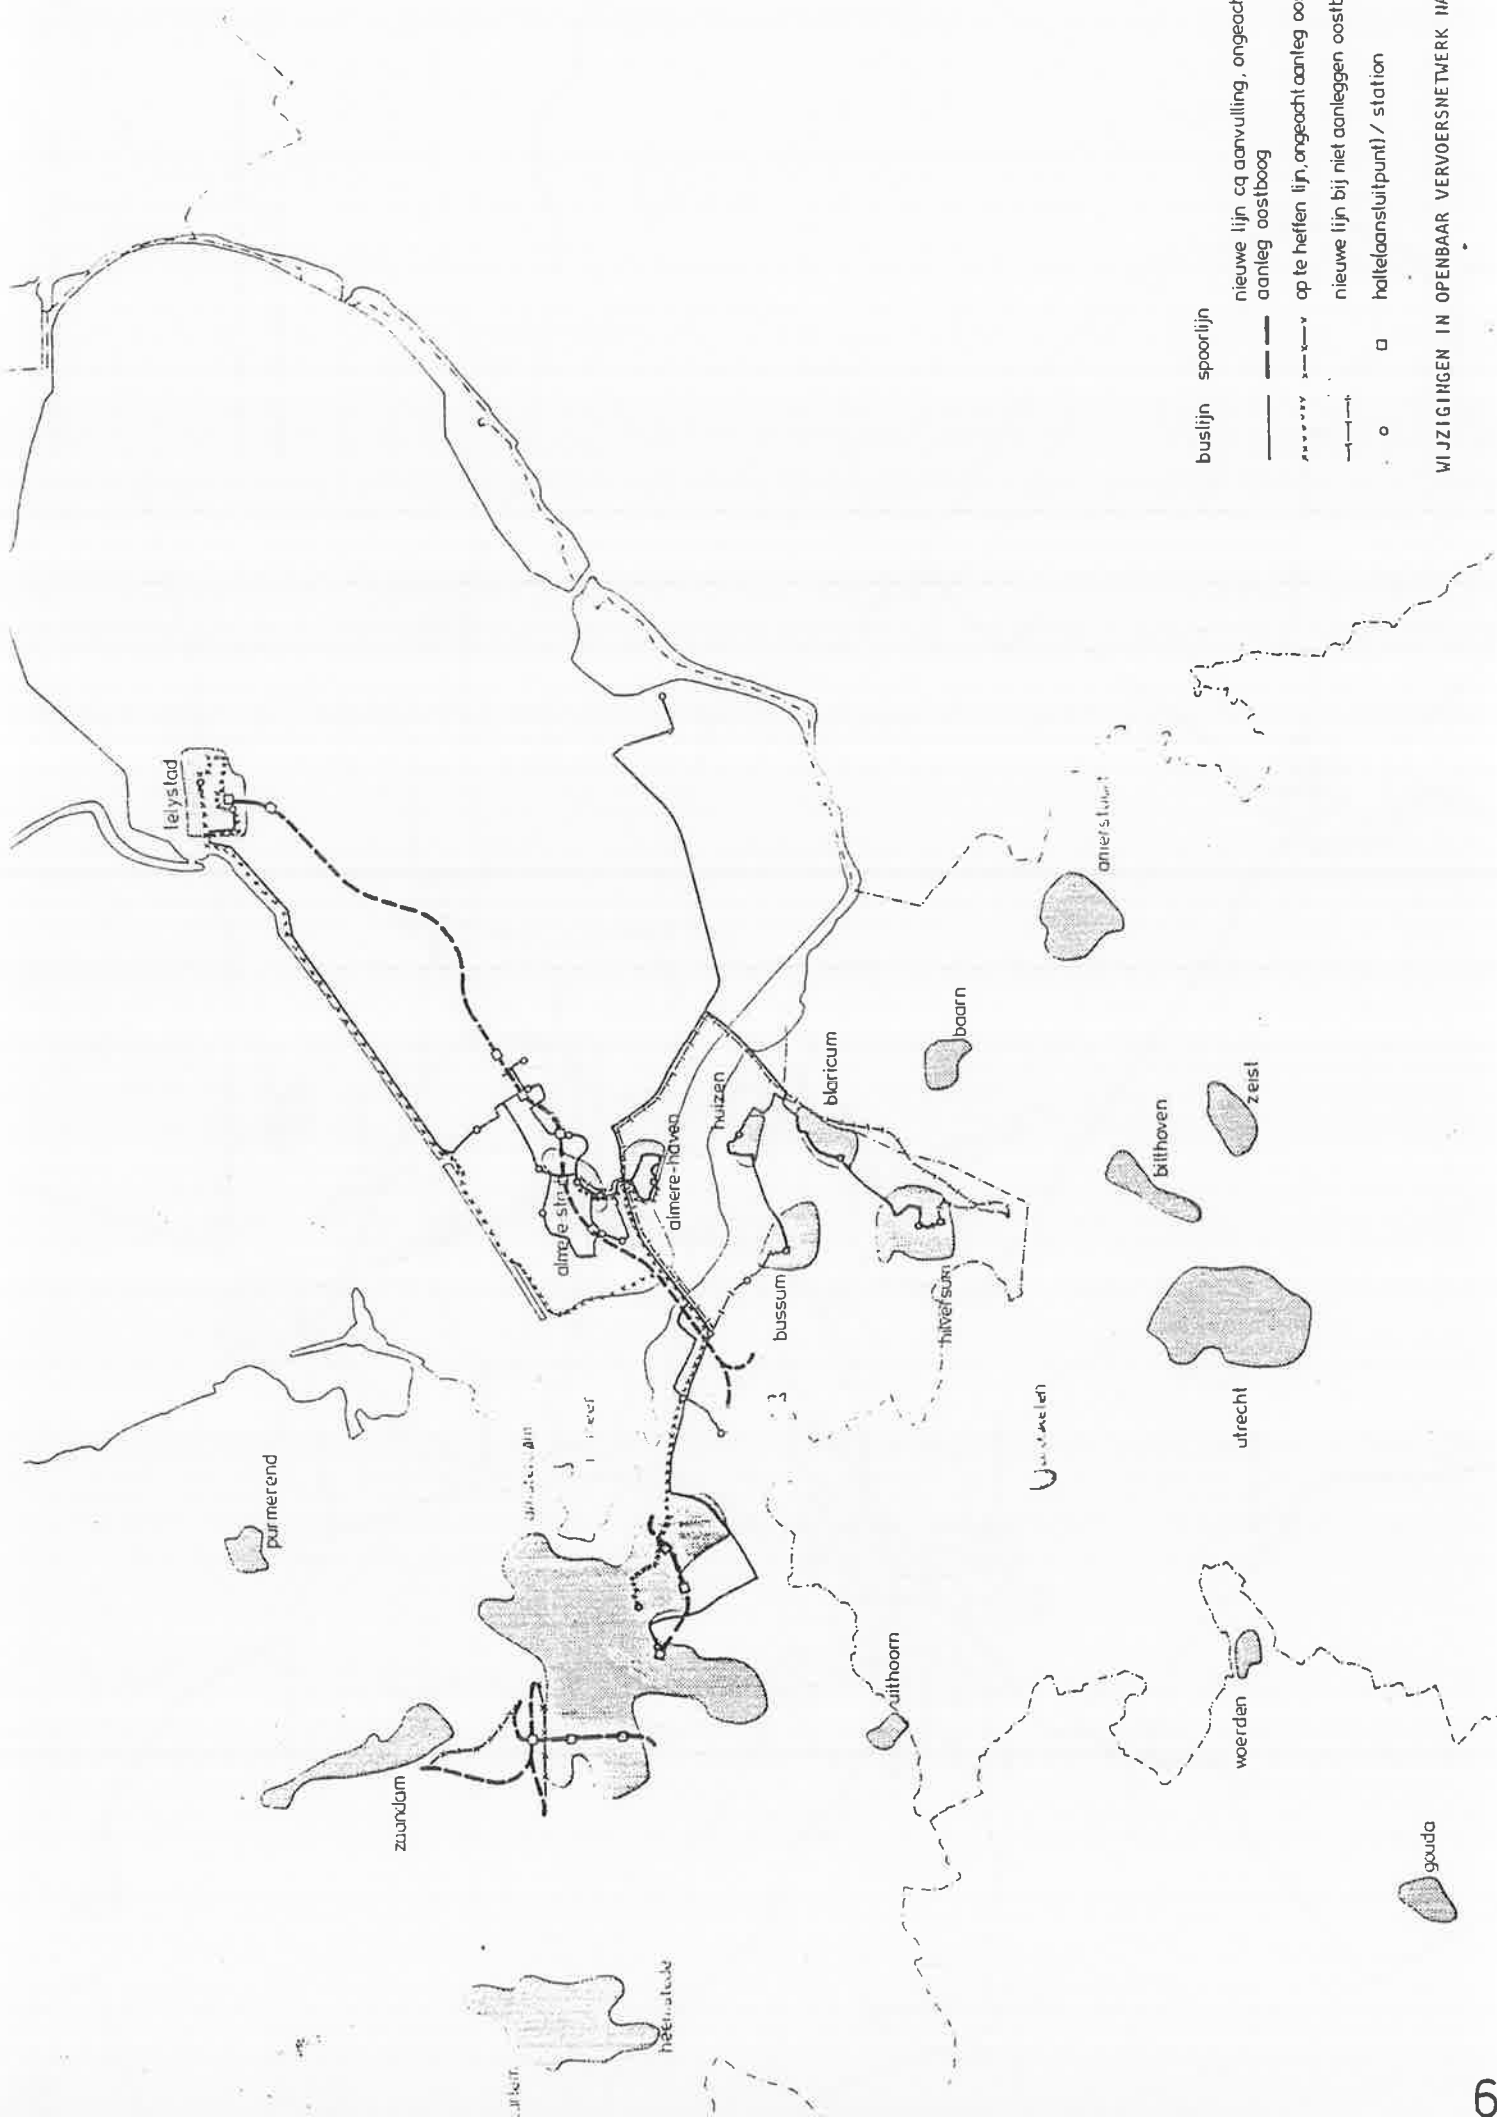 lelystad
purmerend
almere-haven
huizen
blaricum
baarn
bussum
hilversum
zaandam
uithoorn
utrecht
bilthoven
zeist
woerden
gouda
buslijn spoorlijn
nieuwe lijn cq aanvulling, ongeach
aanleg oostboog
op te heffen lijn, ongeacht aanleg oo
nieuwe lijn bij niet aanleggen oostb
halte(aansluitpunt) / station
WIJZIGINGEN IN OPENBAAR VERVOERSNETWERK NA
6